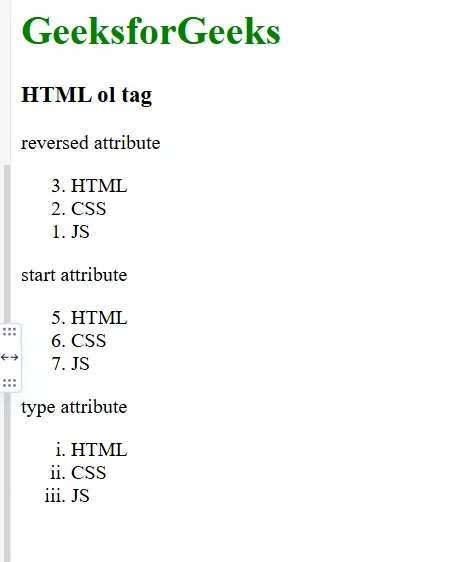 GeeksforGeeks
HTML ol tag
reversed attribute
3. HTML
2. CSS
1. JS
start attribute
5. HTML
6. CSS
7. JS
type attribute
i. HTML
ii. CSS
iii. JS